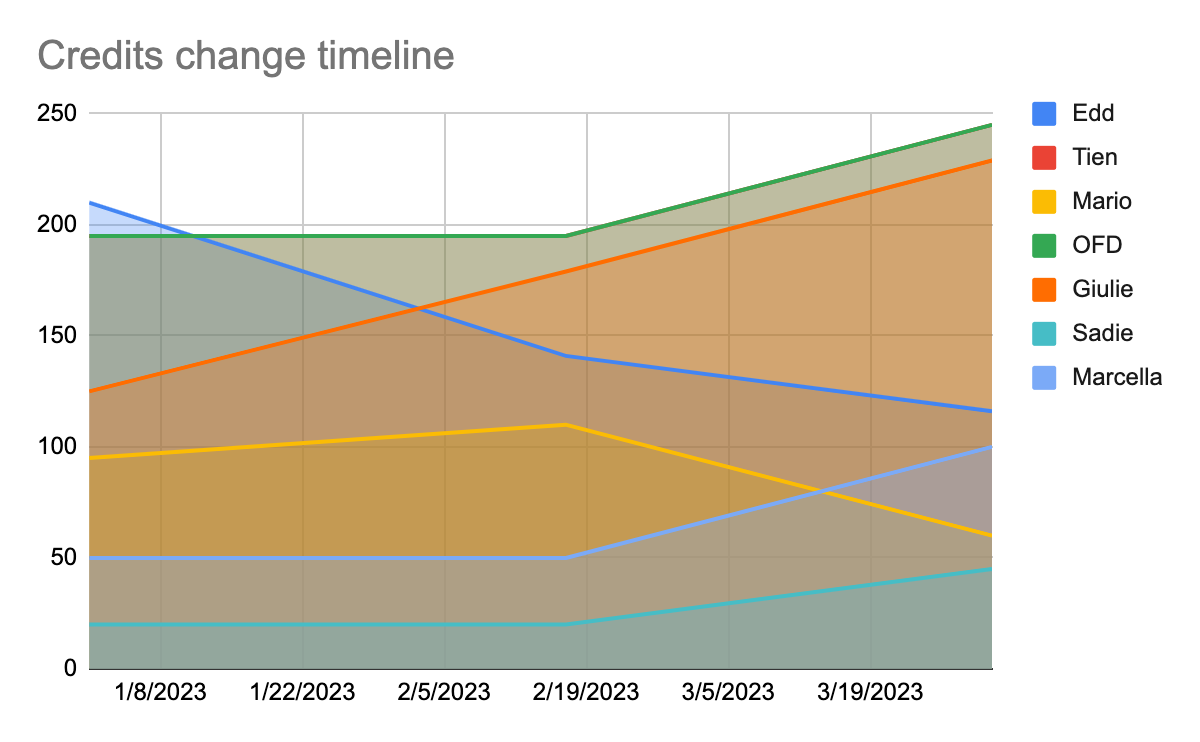 Credits change timeline
250
200
150
100
50
0
1/8/2023 1/22/2023 2/5/2023 2/19/2023 3/5/2023 3/19/2023
Edd
Tien
Mario
OFD
Giulie
Sadie
Marcella